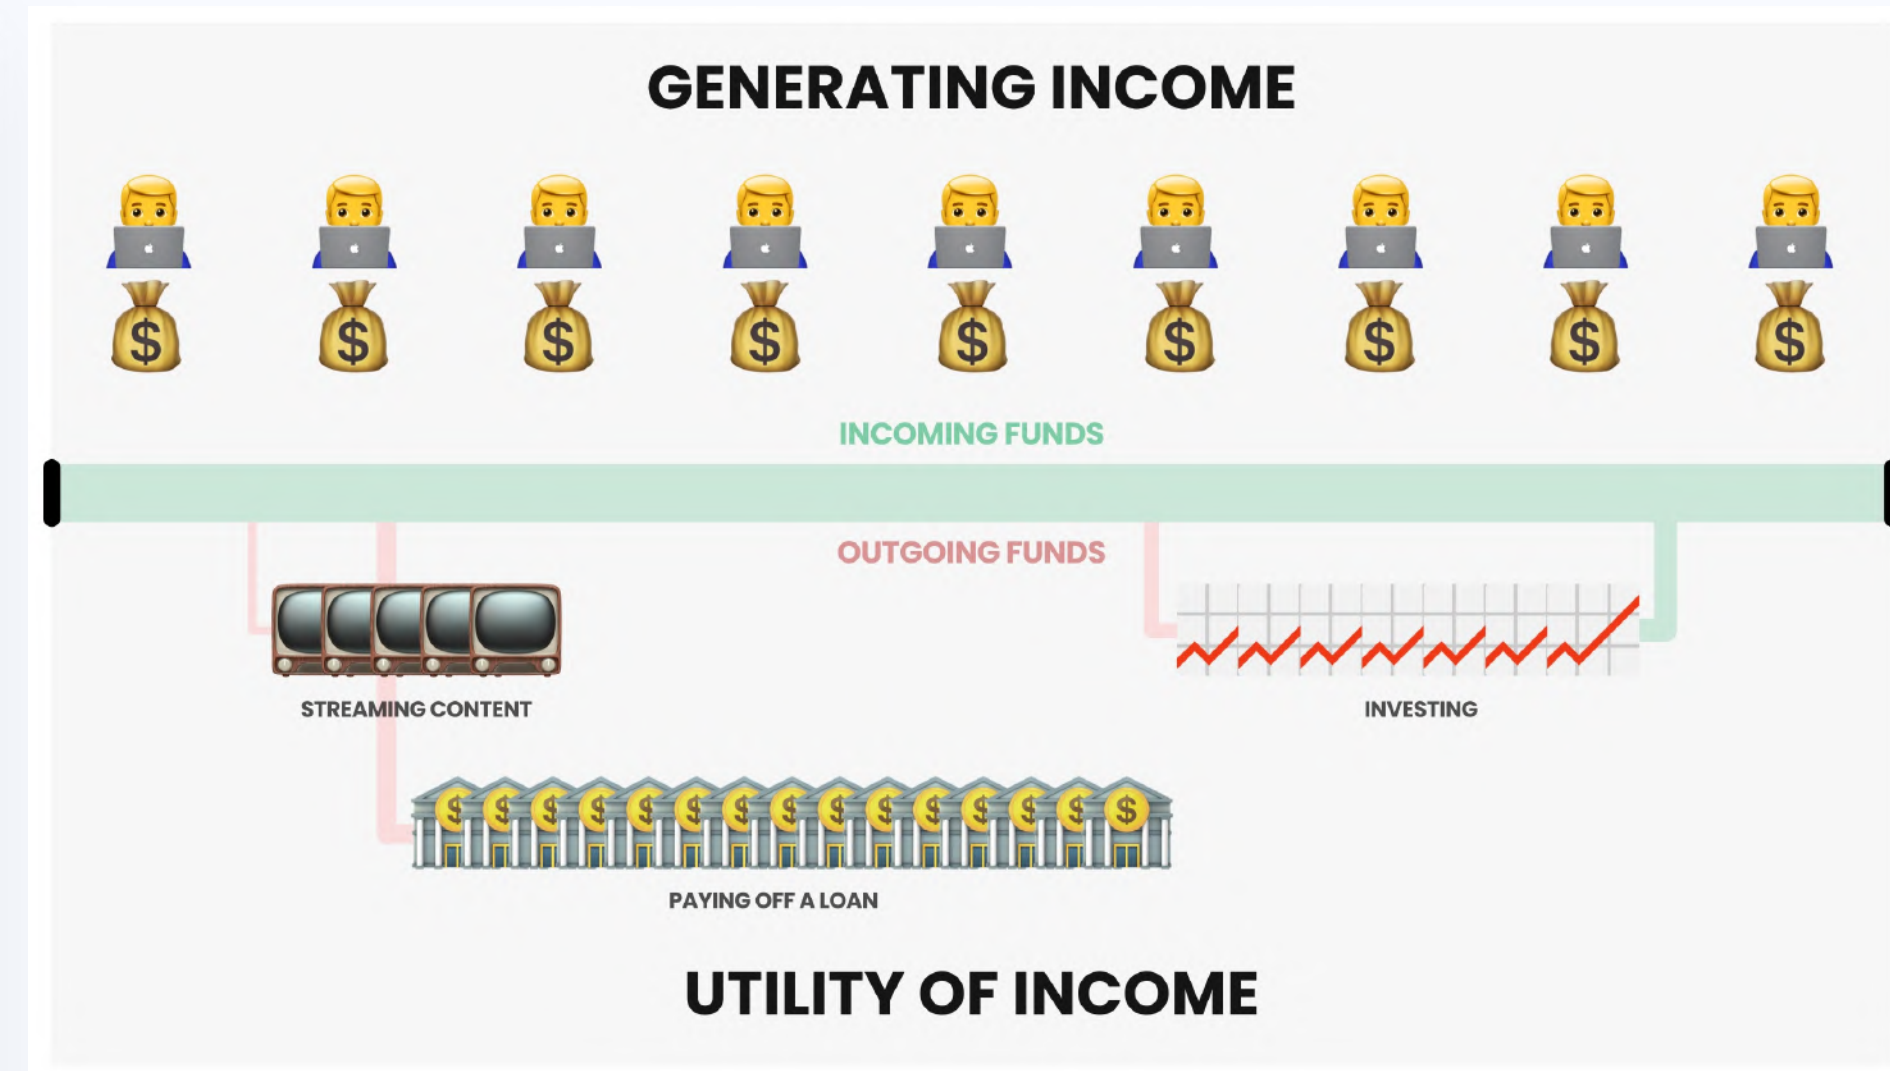 GENERATING INCOME
$ $ $ $ $ $ $ $ $
INCOMING FUNDS
OUTGOING FUNDS
STREAMING CONTENT
INVESTING
$ $ $ $ $ $ $ $ $ $ $ $ $ $ $
PAYING OFF A LOAN
UTILITY OF INCOME